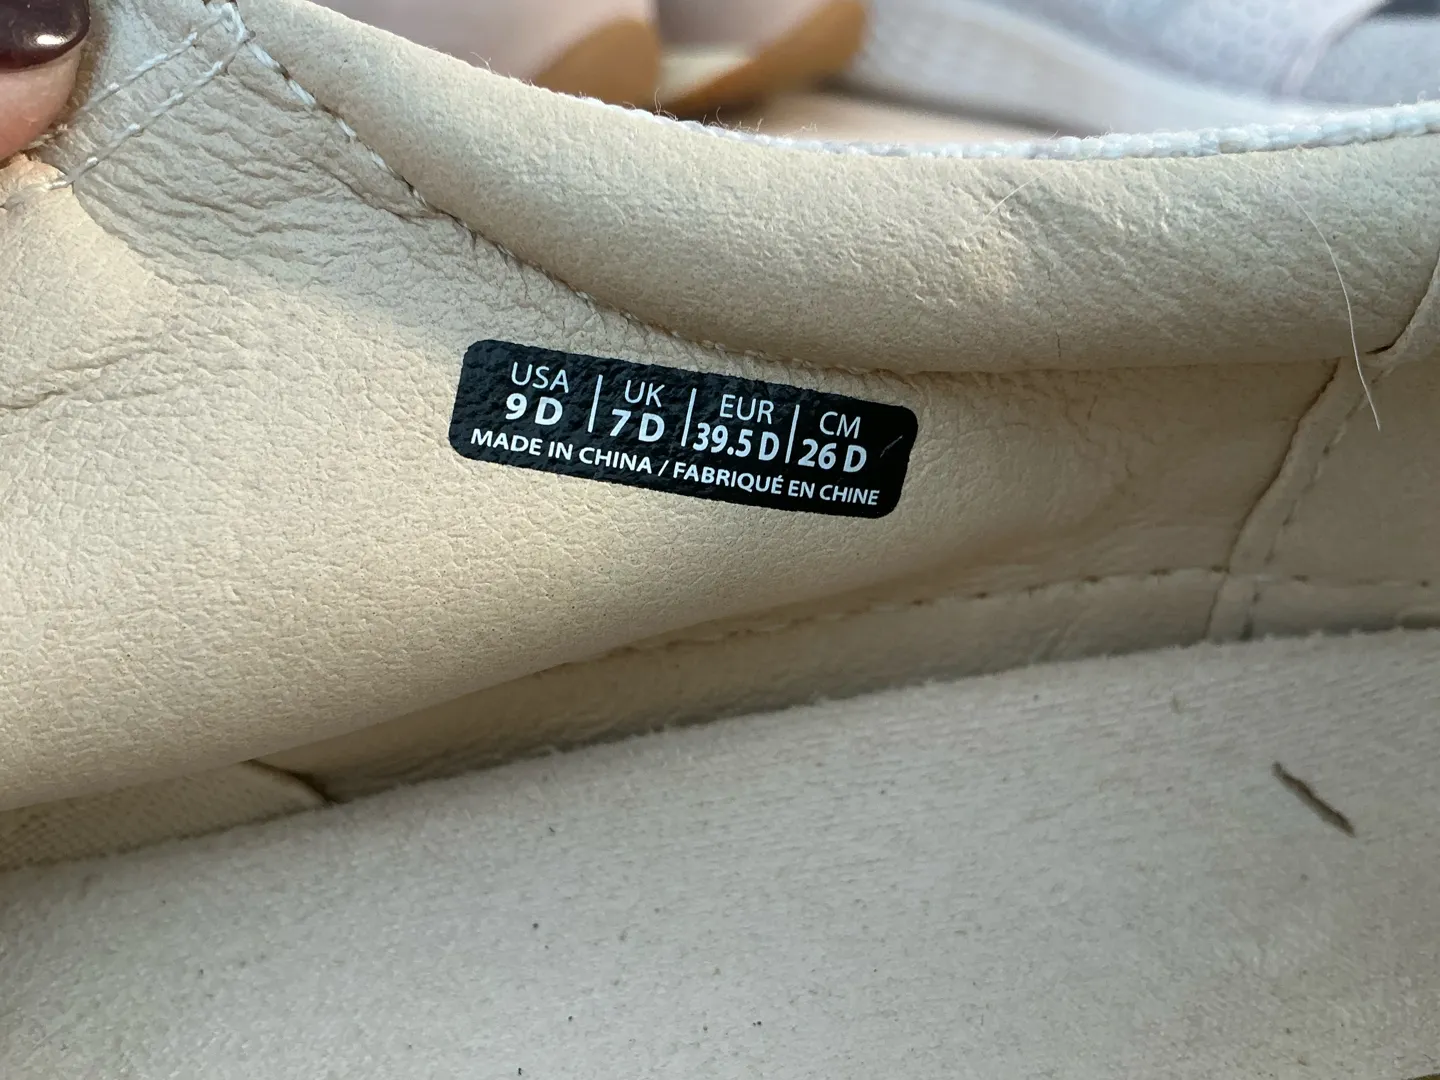 USA | UK | EUR | CM
9 D | 7 D | 39.5 D | 26 D
MADE IN CHINA / FABRIQUÉ EN CHINE